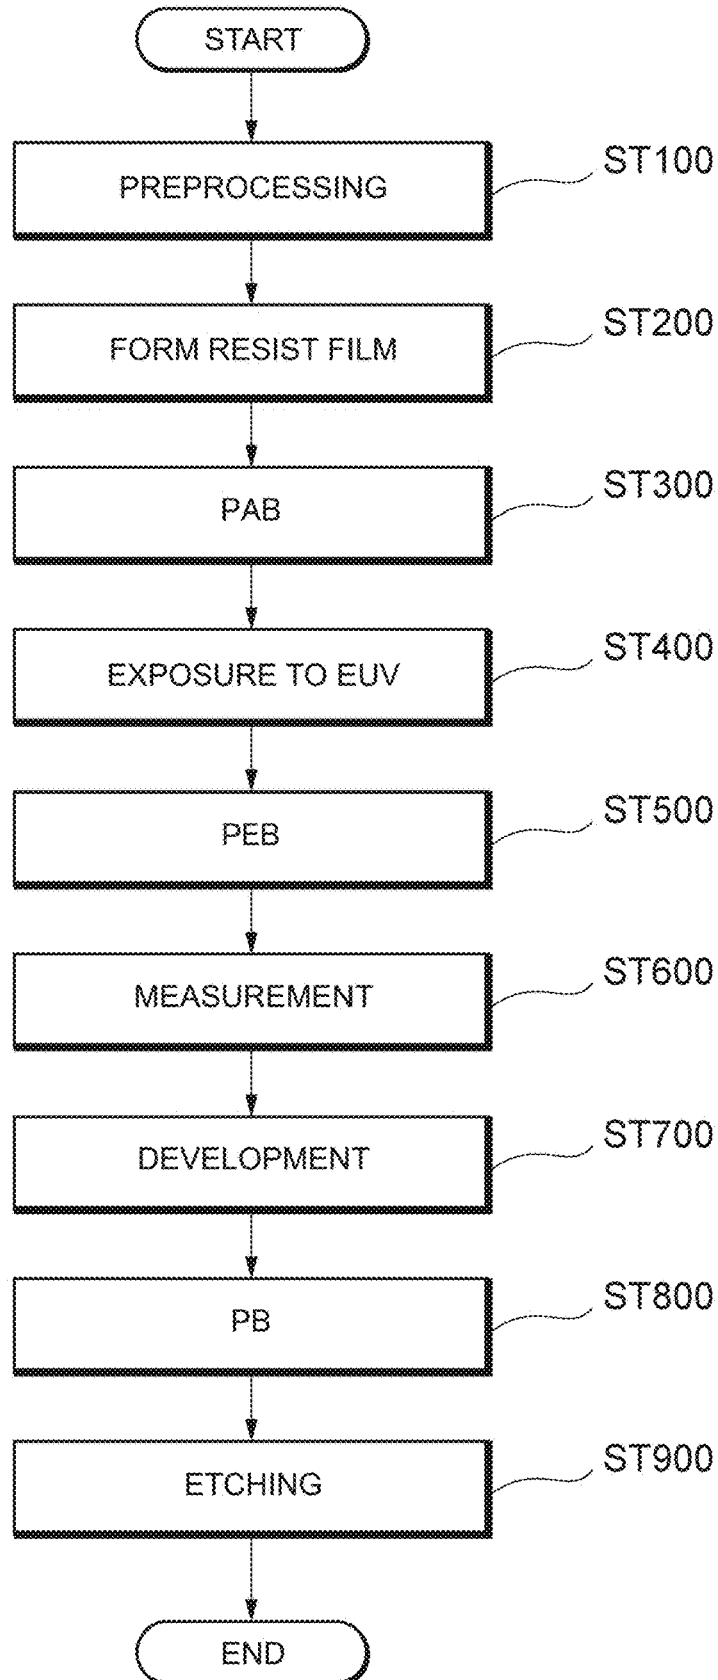 START
PREPROCESSING
ST100
FORM RESIST FILM
ST200
PAB
ST300
EXPOSURE TO EUV
ST400
PEB
ST500
MEASUREMENT
ST600
DEVELOPMENT
ST700
PB
ST800
ETCHING
ST900
END